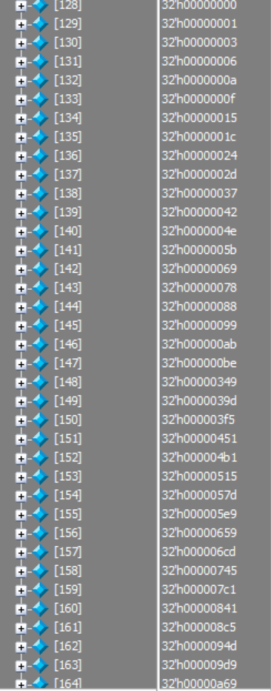 [128] 32'h00000000
[129] 32'h00000001
[130] 32'h00000003
[131] 32'h00000006
[132] 32'h0000000a
[133] 32'h0000000f
[134] 32'h00000015
[135] 32'h0000001c
[136] 32'h00000024
[137] 32'h0000002d
[138] 32'h00000037
[139] 32'h00000042
[140] 32'h0000004e
[141] 32'h0000005b
[142] 32'h00000069
[143] 32'h00000078
[144] 32'h00000088
[145] 32'h00000099
[146] 32'h000000ab
[147] 32'h000000be
[148] 32'h00000349
[149] 32'h0000039d
[150] 32'h000003f5
[151] 32'h00000451
[152] 32'h000004b1
[153] 32'h00000515
[154] 32'h0000057d
[155] 32'h000005e9
[156] 32'h00000659
[157] 32'h000006cd
[158] 32'h00000745
[159] 32'h000007c1
[160] 32'h00000841
[161] 32'h000008c5
[162] 32'h0000094d
[163] 32'h000009d9
[164] 32'h00000a69